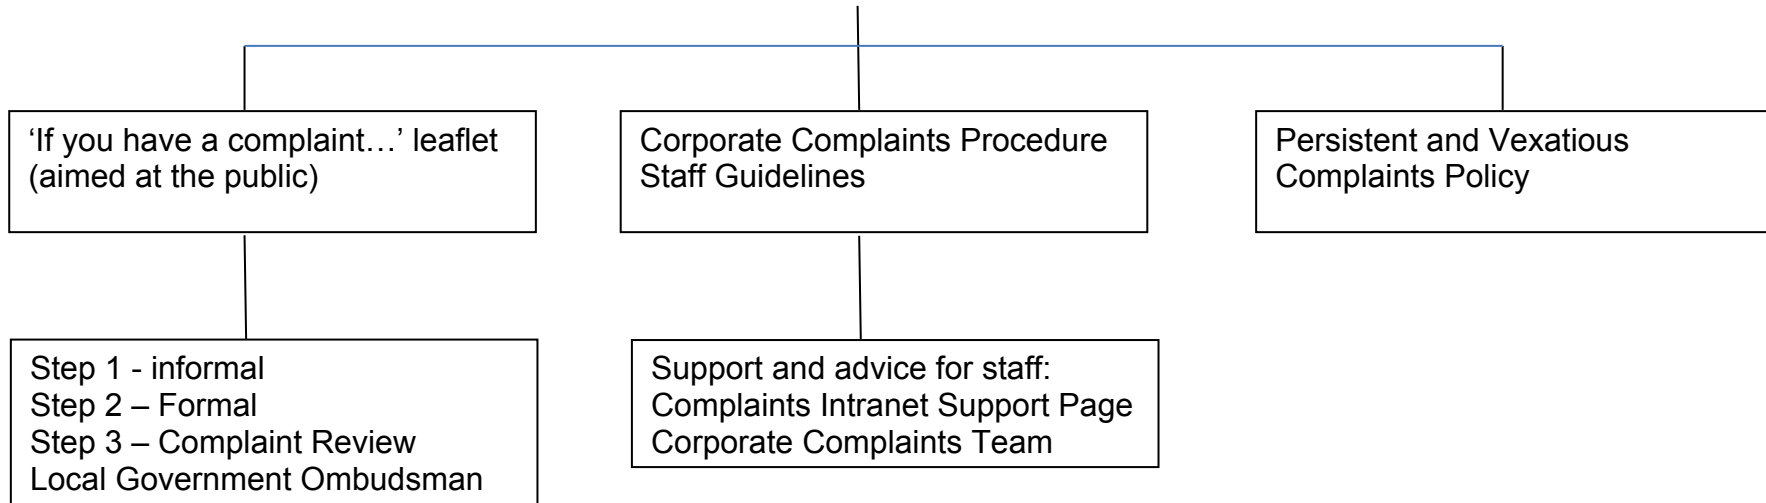 ‘If you have a complaint…’ leaflet
(aimed at the public)
Corporate Complaints Procedure
Staff Guidelines
Persistent and Vexatious
Complaints Policy
Step 1 - informal
Step 2 – Formal
Step 3 – Complaint Review
Local Government Ombudsman
Support and advice for staff:
Complaints Intranet Support Page
Corporate Complaints Team